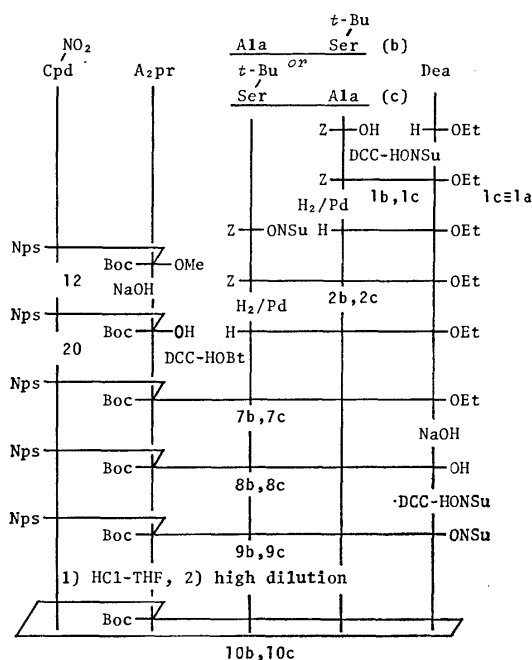 t-Bu
NO2
Ala Ser (b)
Cpd A2pr or Dea
t-Bu
Ser Ala (c)
Z OH H OEt
DCC-HONSu
Z OEt
1b,1c 1c≡1a
H2/Pd
Z ONSu H OEt
Nps
Boc OMe Z OEt
12 NaOH 2b,2c
Nps H2/Pd
Boc OH H OEt
20 DCC-HOBt
Nps
Boc OEt
7b,7c
NaOH
Nps
Boc OH
8b,8c
·DCC-HONSu
Nps
Boc ONSu
9b,9c
1) HCl-THF, 2) high dilution
Boc
10b,10c